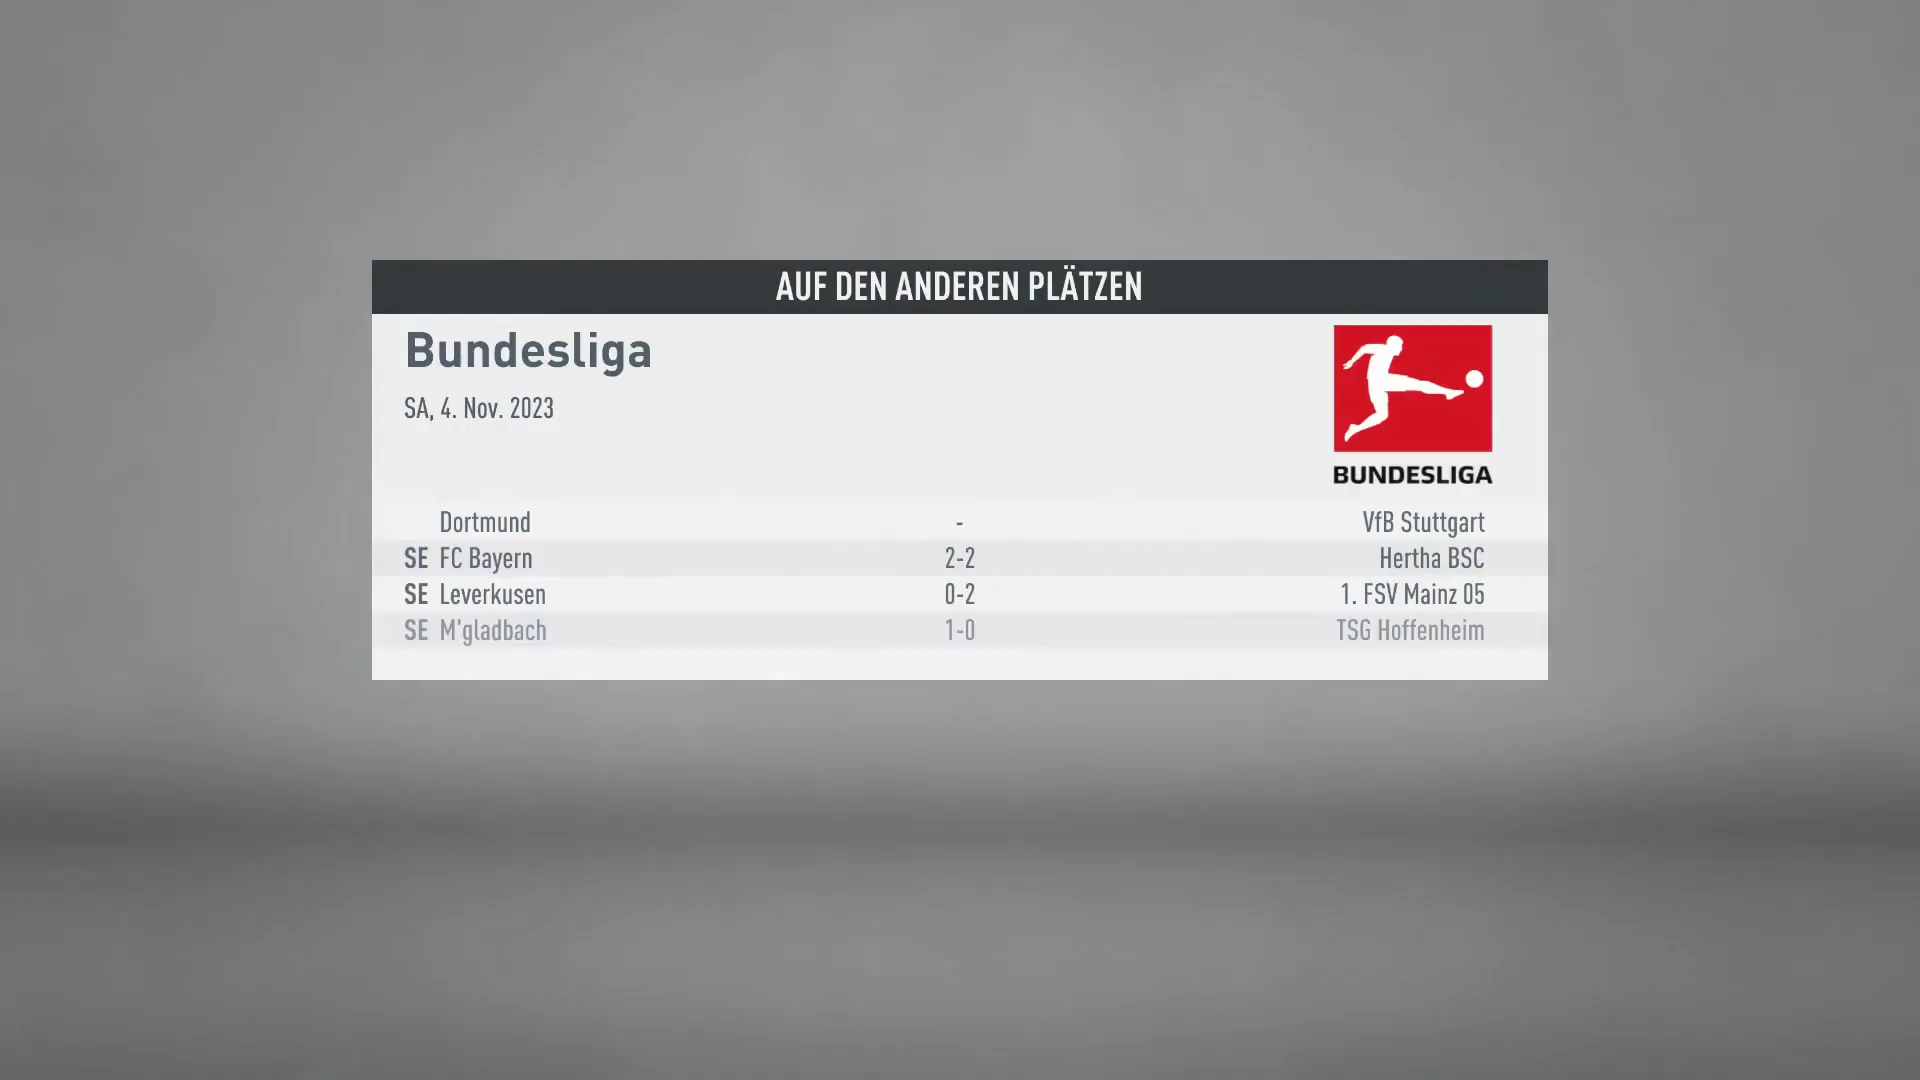 AUF DEN ANDEREN PLÄTZEN
Bundesliga
SA, 4. Nov. 2023
BUNDESLIGA
Dortmund - VfB Stuttgart
SE FC Bayern 2-2 Hertha BSC
SE Leverkusen 0-2 1. FSV Mainz 05
SE M'gladbach 1-0 TSG Hoffenheim